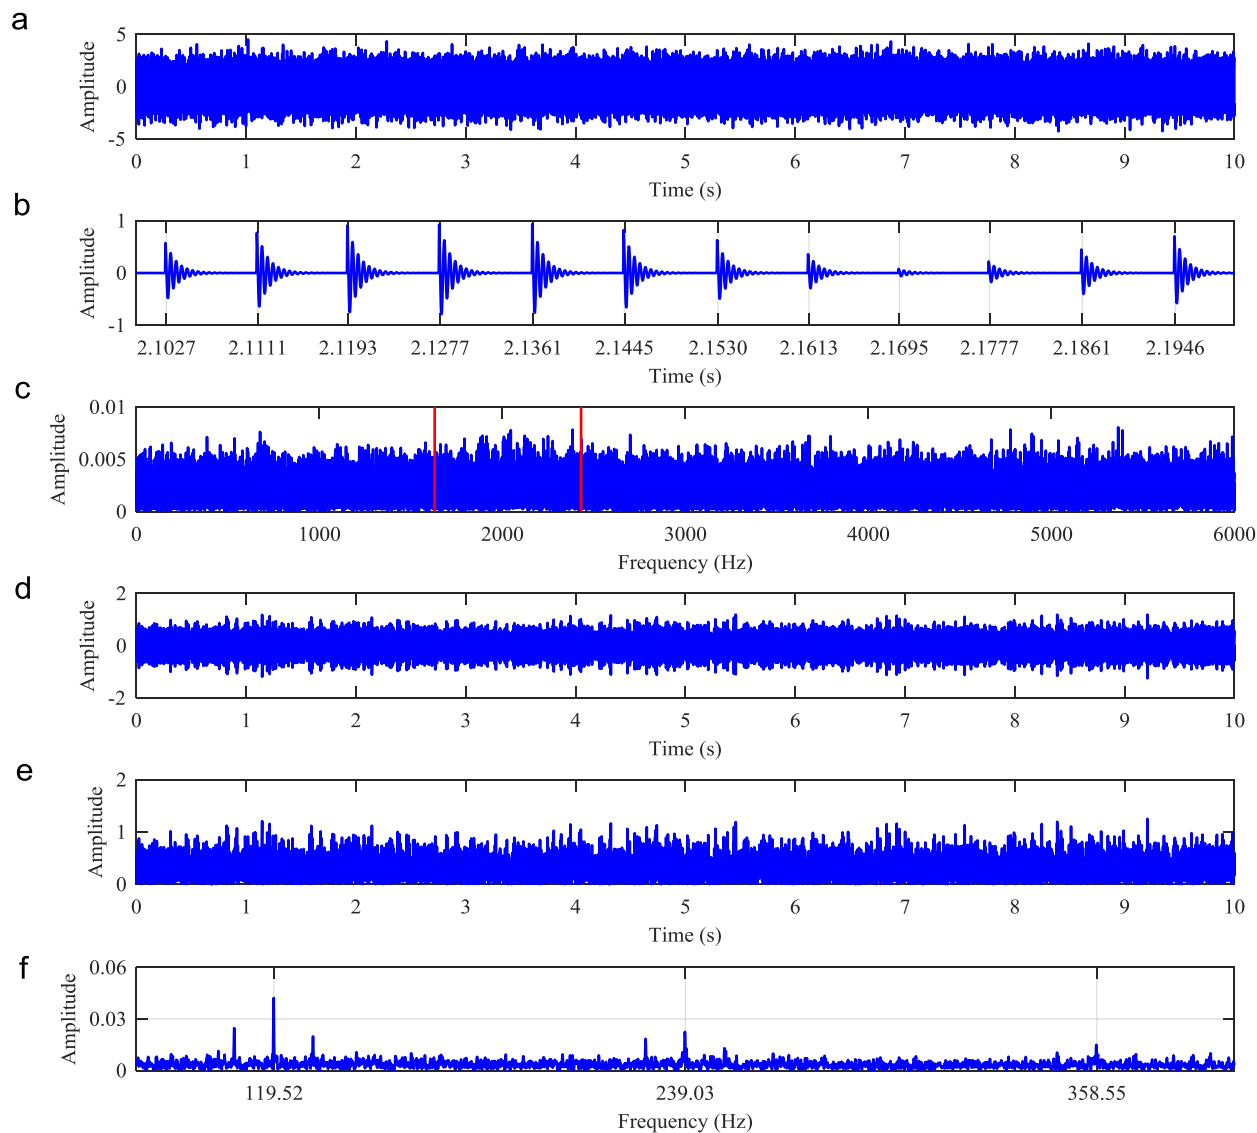 a
Amplitude
5
0
-5
0 1 2 3 4 5 6 7 8 9 10
Time (s)
b
Amplitude
1
0
-1
2.1027 2.1111 2.1193 2.1277 2.1361 2.1445 2.1530 2.1613 2.1695 2.1777 2.1861 2.1946
Time (s)
c
Amplitude
0.01
0.005
0
0 1000 2000 3000 4000 5000 6000
Frequency (Hz)
d
Amplitude
2
0
-2
0 1 2 3 4 5 6 7 8 9 10
Time (s)
e
Amplitude
2
1
0
0 1 2 3 4 5 6 7 8 9 10
Time (s)
f
Amplitude
0.06
0.03
0
119.52 239.03 358.55
Frequency (Hz)